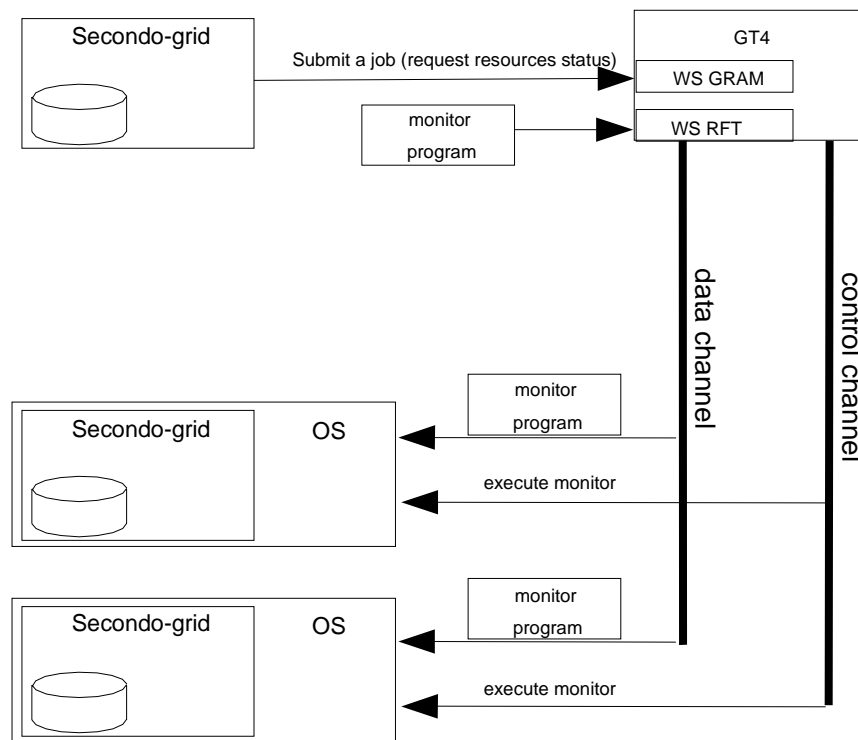 Secondo-grid
GT4
Submit a job (request resources status)
WS GRAM
monitor
program
WS RFT
data channel
control channel
monitor
program
Secondo-grid
OS
execute monitor
monitor
program
Secondo-grid
OS
execute monitor